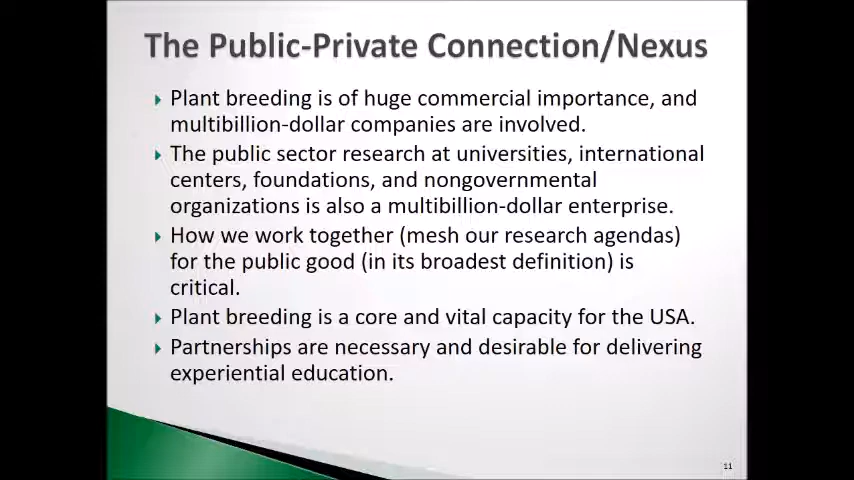 The Public-Private Connection/Nexus
Plant breeding is of huge commercial importance, and
multibillion-dollar companies are involved.
The public sector research at universities, international
centers, foundations, and nongovernmental
organizations is also a multibillion-dollar enterprise.
How we work together (mesh our research agendas)
for the public good (in its broadest definition) is
critical.
Plant breeding is a core and vital capacity for the USA.
Partnerships are necessary and desirable for delivering
experiential education.
11